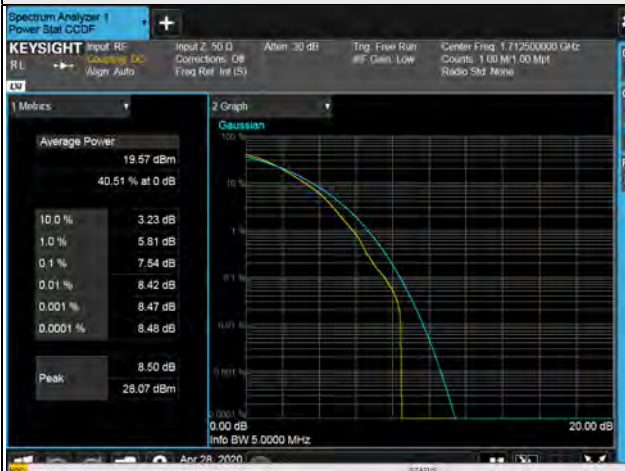 Spectrum Analyzer 1
Power Stat CCDF
+
KEYSIGHT Input: RF Input Z: 50 Ω Atten: 30 dB Trig: Free Run Center Freq: 1.712500000 GHz
RL Coupling: DC Corrections: Off #IF Gain: Low Counts: 1.00 M/1.00 Mpt
Align: Auto Freq Ref: Int (S) Radio Std: None
LW
1 Metrics
Average Power
19.57 dBm
40.51 % at 0 dB
10.0 % 3.23 dB
1.0 % 5.81 dB
0.1 % 7.54 dB
0.01 % 8.42 dB
0.001 % 8.47 dB
0.0001 % 8.48 dB
Peak 8.50 dB
28.07 dBm
2 Graph
Gaussian
100 %
10 %
1 %
0.1 %
0.01 %
0.001 %
0.0001 %
0.00 dB 20.00 dB
Info BW 5.0000 MHz
Apr 28, 2020
STATUS